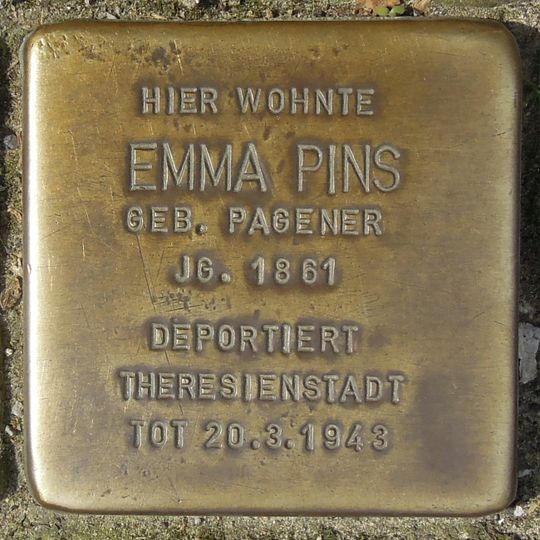 HIER WOHNTE
EMMA PINS
GEB. PAGENER
JG. 1861
DEPORTIERT
THERESIENSTADT
TOT 20.3.1943